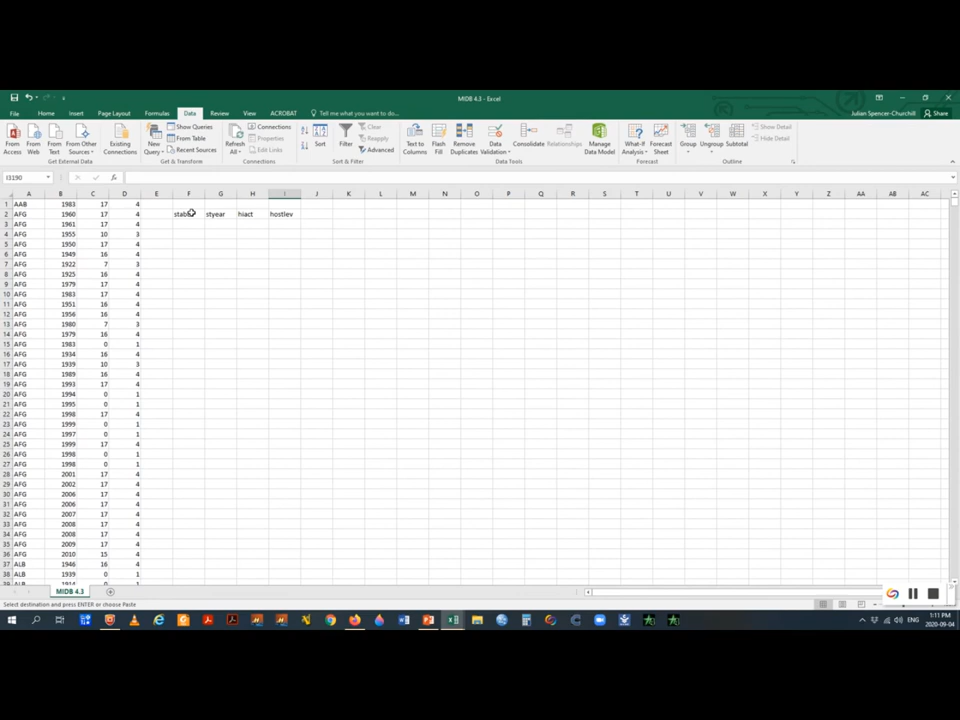 MIDB 4.3 - Excel
File Home Insert Page Layout Formulas Data Review View ACROBAT Tell me what you want to do... Julian Spencer-Churchill Share
From Access From Web From Text From Other Sources Existing Connections New Query Show Queries From Table Recent Sources Refresh All Connections Properties Edit Links Sort Filter Clear Reapply Advanced Text to Columns Flash Fill Remove Duplicates Data Validation Consolidate Relationships Manage Data Model What-If Analysis Forecast Sheet Group Ungroup Subtotal Show Detail Hide Detail
Get External Data Get & Transform Connections Sort & Filter Data Tools Forecast Outline
I3190
A B C D E F G H I J K L M N O P Q R S T U V W X Y Z AA AB AC
1 AAB 1983 17 4
2 AFG 1960 17 4 styear hiact hostlev
3 AFG 1961 17 4
4 AFG 1955 10 3
5 AFG 1950 17 4
6 AFG 1949 16 4
7 AFG 1922 7 3
8 AFG 1925 16 4
9 AFG 1979 17 4
10 AFG 1983 17 4
11 AFG 1951 16 4
12 AFG 1956 16 4
13 AFG 1980 7 3
14 AFG 1979 16 4
15 AFG 1983 0 1
16 AFG 1934 16 4
17 AFG 1939 10 3
18 AFG 1989 16 4
19 AFG 1993 17 4
20 AFG 1994 0 1
21 AFG 1995 0 1
22 AFG 1998 17 4
23 AFG 1999 0 1
24 AFG 1997 0 1
25 AFG 1999 17 4
26 AFG 1998 0 1
27 AFG 1998 0 1
28 AFG 2001 17 4
29 AFG 2002 17 4
30 AFG 2006 17 4
31 AFG 2006 17 4
32 AFG 2007 17 4
33 AFG 2008 17 4
34 AFG 2008 17 4
35 AFG 2009 17 4
36 AFG 2010 15 4
37 ALB 1946 16 4
38 ALB 1939 0 1
MIDB 4.3
Select destination and press ENTER or choose Paste
ENG 1:11 PM
2020-09-04